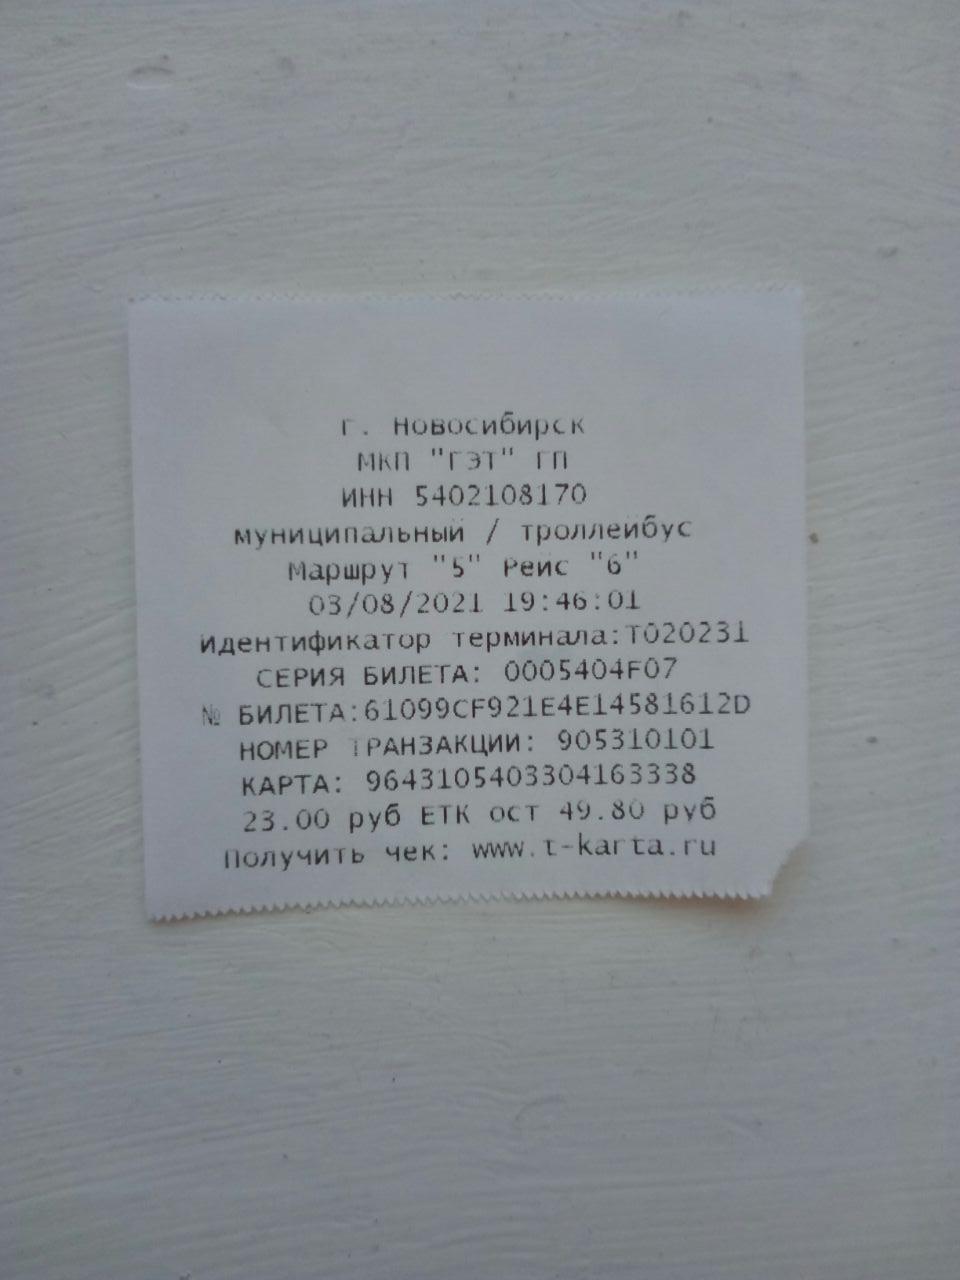 г. Новосибирск
МКП "ГЭТ" ГП
ИНН 5402108170
муниципальный / троллейбус
Маршрут "5" Рейс "6"
03/08/2021 19:46:01
идентификатор терминала:T020231
СЕРИЯ БИЛЕТА: 0005404F07
№ БИЛЕТА:61099CF921E4E14581612D
НОМЕР ТРАНЗАКЦИИ: 905310101
КАРТА: 9643105403304163338
23.00 руб ЕТК ост 49.80 руб
Получить чек: www.t-karta.ru